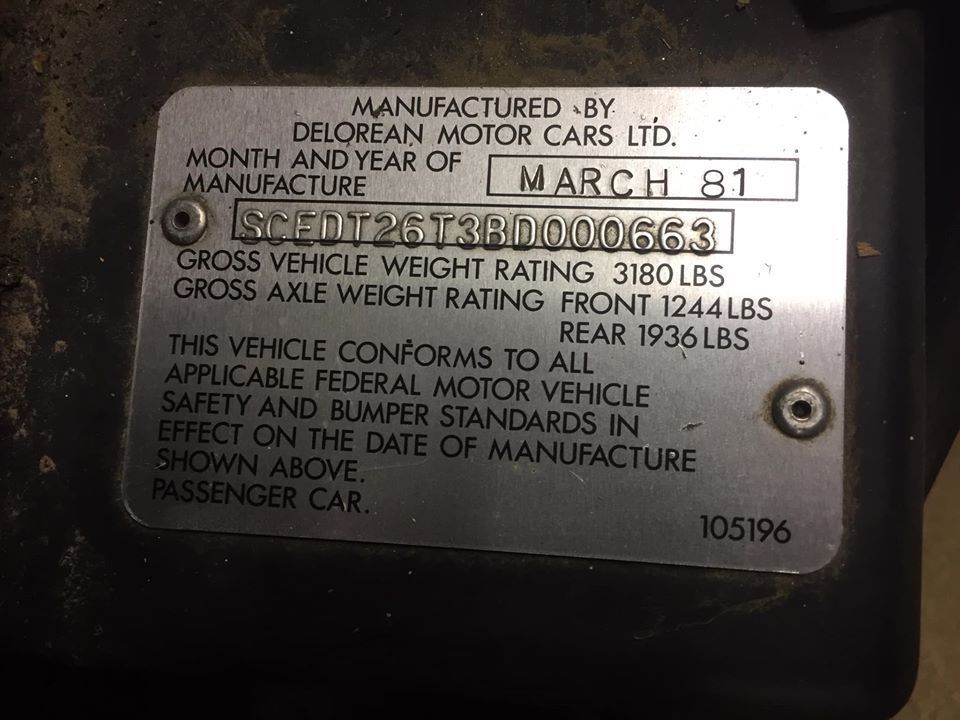 MANUFACTURED BY
DELOREAN MOTOR CARS LTD.
MONTH AND YEAR OF
MANUFACTURE MARCH 81
SCEDT26T3BD000663
GROSS VEHICLE WEIGHT RATING 3180 LBS
GROSS AXLE WEIGHT RATING FRONT 1244 LBS
REAR 1936 LBS
THIS VEHICLE CONFORMS TO ALL
APPLICABLE FEDERAL MOTOR VEHICLE
SAFETY AND BUMPER STANDARDS IN
EFFECT ON THE DATE OF MANUFACTURE
SHOWN ABOVE.
PASSENGER CAR.
105196